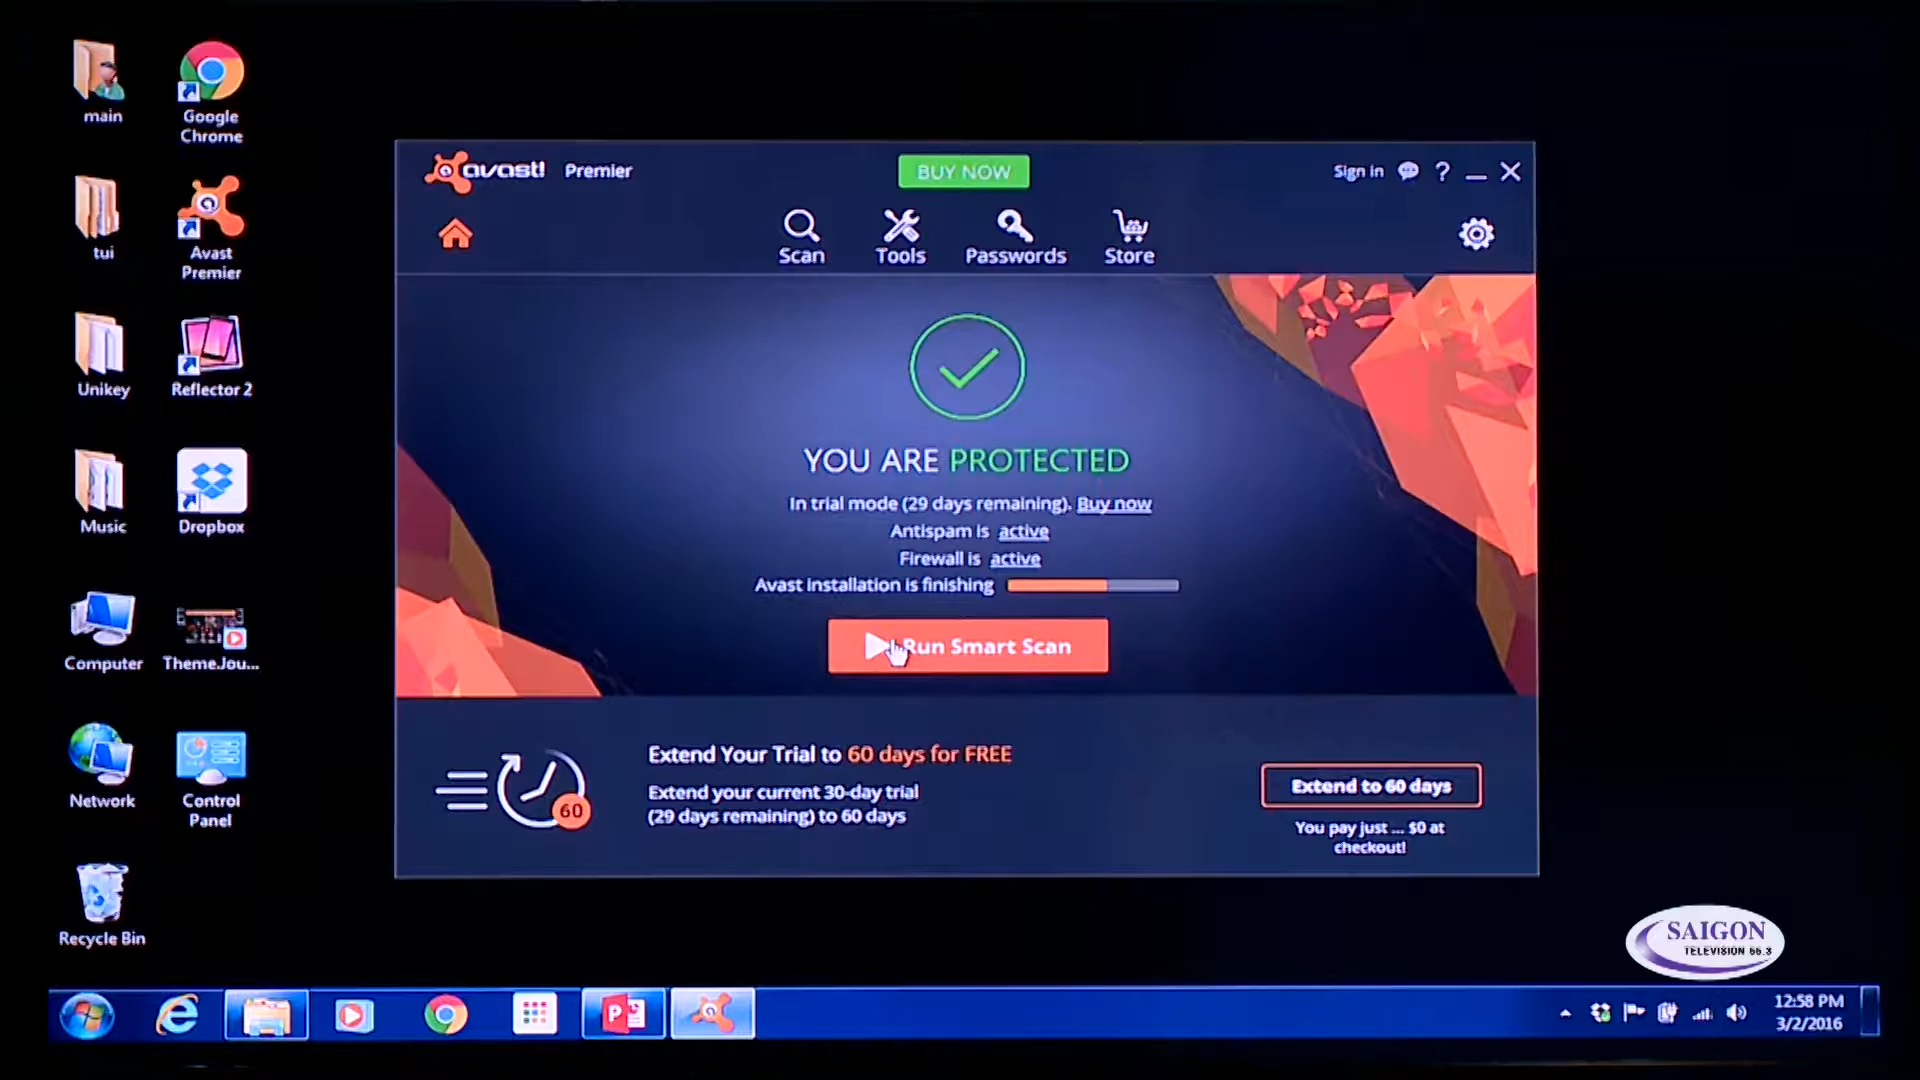 main
Google
Chrome
tui
Avast
Premier
Unikey
Reflector 2
Music
Dropbox
Computer
Theme.Jou...
Network
Control
Panel
Recycle Bin
avast! Premier
BUY NOW
Sign in ?
Scan
Tools
Passwords
Store
YOU ARE PROTECTED
In trial mode (29 days remaining). Buy now
Antispam is active
Firewall is active
Avast installation is finishing
Run Smart Scan
60
Extend Your Trial to 60 days for FREE
Extend your current 30-day trial
(29 days remaining) to 60 days
Extend to 60 days
You pay just ... $0 at
checkout!
SAIGON
TELEVISION 56.3
12:58 PM
3/2/2016